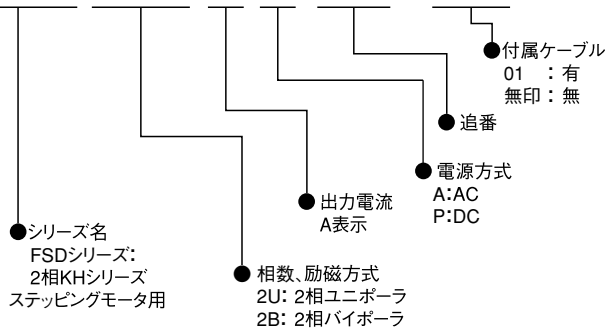 付属ケーブル
01 :有
無印:無
追番
電源方式
A:AC
P:DC
出力電流
A表示
シリーズ名
FSDシリーズ:
2相KHシリーズ
ステッピングモータ用
相数、励磁方式
2U: 2相ユニポーラ
2B: 2相バイポーラ